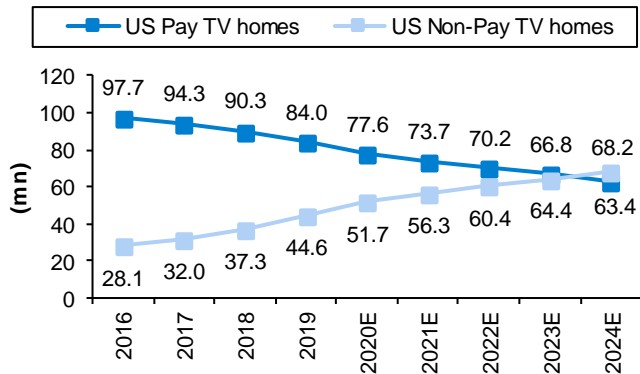 US Pay TV homes US Non-Pay TV homes
120
100
80
60
40
20
0
(mn)
97.7 94.3 90.3 84.0 77.6 73.7 70.2 66.8 68.2
28.1 32.0 37.3 44.6 51.7 56.3 60.4 64.4 63.4
2016 2017 2018 2019 2020E 2021E 2022E 2023E 2024E